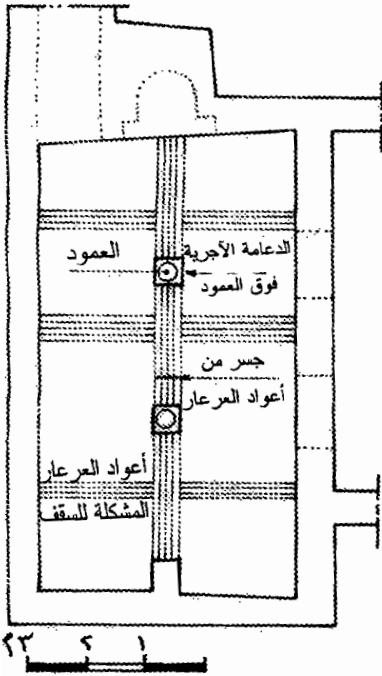 العمود
الدعامة الآجرية
فوق العمود
جسر من
أعواد العرعار
أعواد العرعار
المشكلة للسقف
١
٢
٣م